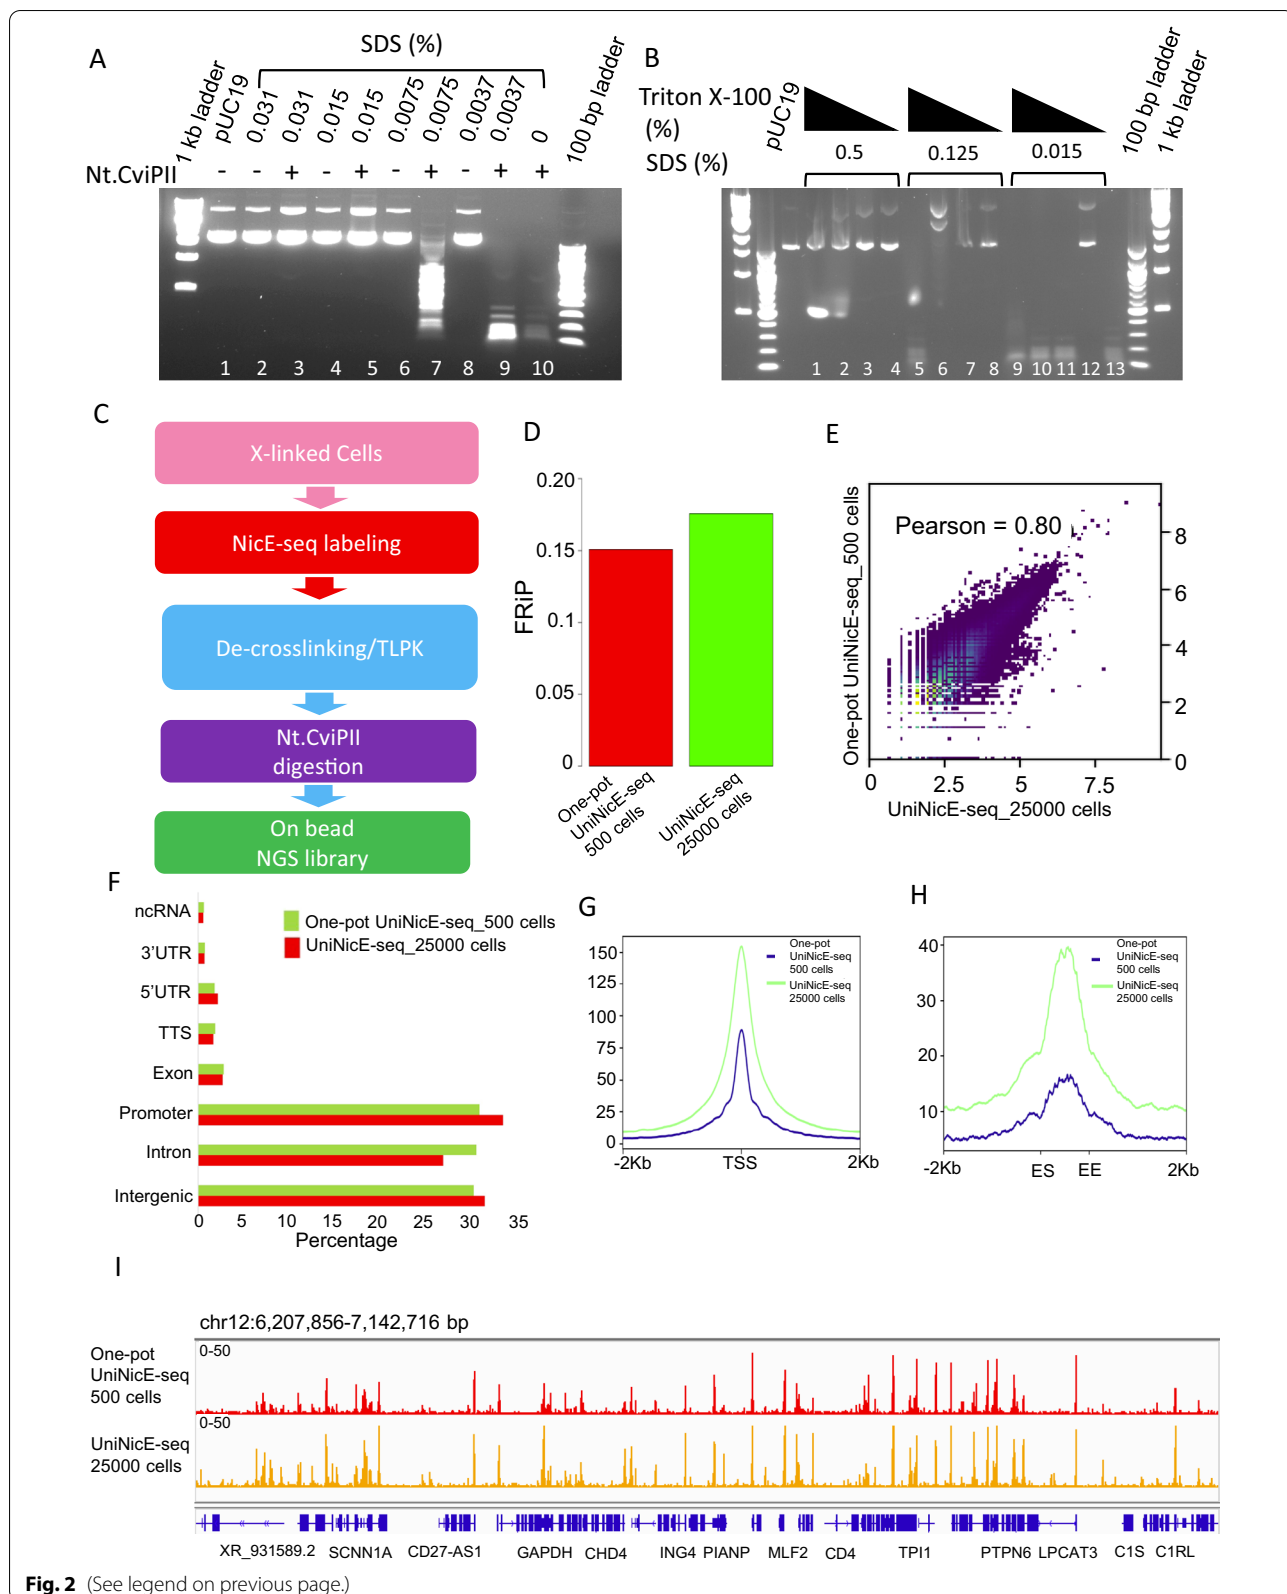 A
SDS (%)
1 kb ladder
pUC19
0.031
0.031
0.015
0.015
0.0075
0.0075
0.0037
0.0037
0
100 bp ladder
Nt.CviPII - - + - + - + - + +
1 2 3 4 5 6 7 8 9 10
B
Triton X-100
(%)
SDS (%)
pUC19
0.5 0.125 0.015
100 bp ladder
1 kb ladder
1 2 3 4 5 6 7 8 9 10 11 12 13
C
X-linked Cells
NicE-seq labeling
De-crosslinking/TLPK
Nt.CviPII
digestion
On bead
NGS library
D
FRiP
0.20
0.15
0.1
0.05
0
One-pot
UniNicE-seq
500 cells
UniNicE-seq
25000 cells
E
One-pot UniNicE-seq_500 cells
Pearson = 0.80
8
6
4
2
0
0 2.5 5 7.5
UniNicE-seq_25000 cells
F
ncRNA
3'UTR
5'UTR
TTS
Exon
Promoter
Intron
Intergenic
One-pot UniNicE-seq_500 cells
UniNicE-seq_25000 cells
0 5 10 15 20 25 30 35
Percentage
G
150
125
100
75
50
25
0
One-pot
UniNicE-seq
500 cells
UniNicE-seq
25000 cells
-2Kb TSS 2Kb
H
40
30
20
10
One-pot
UniNicE-seq
500 cells
UniNicE-seq
25000 cells
-2Kb ES EE 2Kb
I
chr12:6,207,856-7,142,716 bp
One-pot
UniNicE-seq
500 cells
0-50
UniNicE-seq
25000 cells
0-50
XR_931589.2 SCNN1A CD27-AS1 GAPDH CHD4 ING4 PIANP MLF2 CD4 TPI1 PTPN6 LPCAT3 C1S C1RL
Fig. 2 (See legend on previous page.)